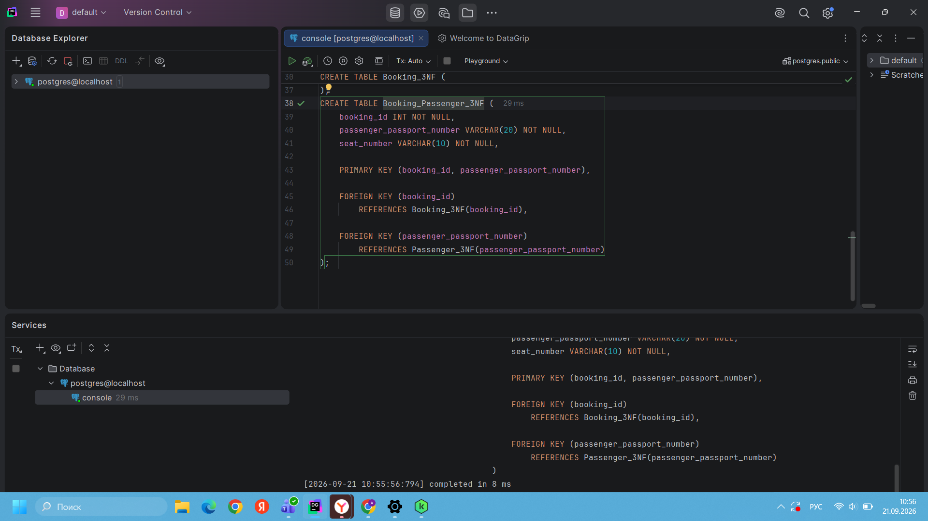 D default
Version Control
Database Explorer
DDL
postgres@localhost 1
console [postgres@localhost]
Welcome to DataGrip
Tx: Auto
Playground
postgres.public
30 CREATE TABLE Booking_3NF (
37 );
38 CREATE TABLE Booking_Passenger_3NF ( 20 ms
39 booking_id INT NOT NULL,
40 passenger_passport_number VARCHAR(20) NOT NULL,
41 seat_number VARCHAR(10) NOT NULL,
42
43 PRIMARY KEY (booking_id, passenger_passport_number),
44
45 FOREIGN KEY (booking_id)
46 REFERENCES Booking_3NF(booking_id),
47
48 FOREIGN KEY (passenger_passport_number)
49 REFERENCES Passenger_3NF(passenger_passport_number)
50 );
default
Scratche
Services
Tx
Database
postgres@localhost
console 20 ms
passenger_passport_number VARCHAR(20) NOT NULL,
seat_number VARCHAR(10) NOT NULL,
PRIMARY KEY (booking_id, passenger_passport_number),
FOREIGN KEY (booking_id)
REFERENCES Booking_3NF(booking_id),
FOREIGN KEY (passenger_passport_number)
REFERENCES Passenger_3NF(passenger_passport_number)
)
[2026-09-21 10:55:56:794] completed in 8 ms
Поиск
РУС
10:56
21.09.2026